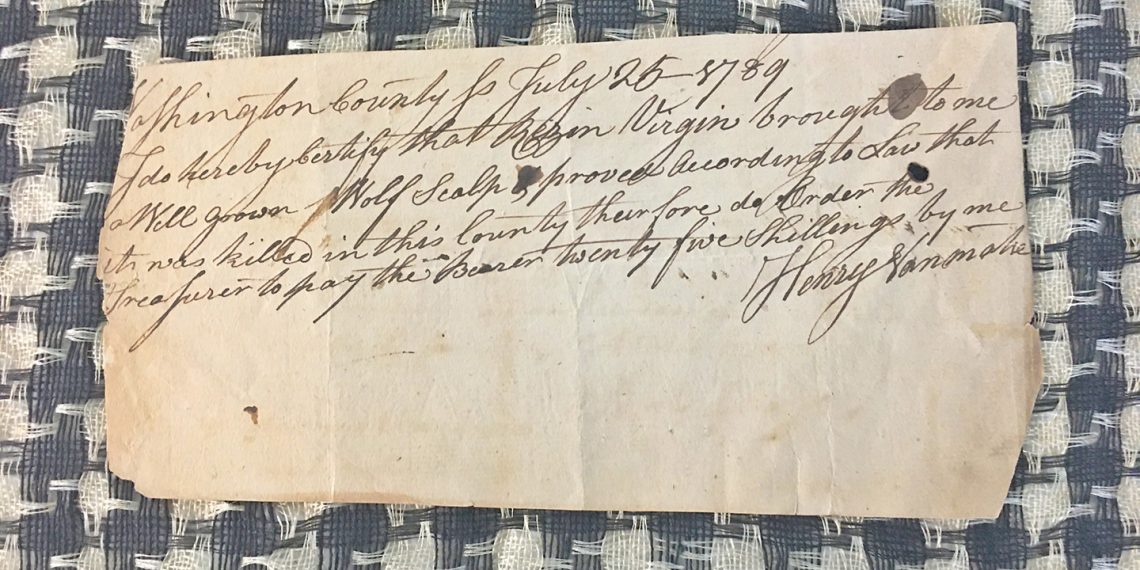 Washington County Ss July 25 1789
I do hereby Certify that Rezin Virgin brought to me
a Well grown Wolf Scalp & proved According to Law that
it was killed in this County therfore do Order the
Treasurer to pay the bearer twenty five Shillings by me
Henry Vanmatre